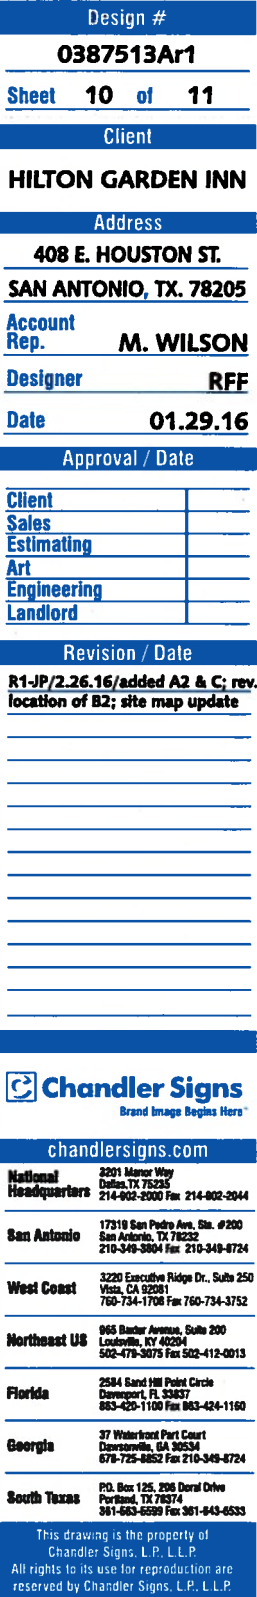 Design #
0387513Ar1
Sheet 10 of 11
Client
HILTON GARDEN INN
Address
408 E. HOUSTON ST.
SAN ANTONIO, TX. 78205
Account
Rep. M. WILSON
Designer RFF
Date 01.29.16
Approval / Date
Client
Sales
Estimating
Art
Engineering
Landlord
Revision / Date
R1-JP/2.26.16/added A2 & C; rev.
location of B2; site map update
Chandler Signs
Brand Image Begins Here
chandlersigns.com
National Headquarters
3201 Manor Way
Dallas, TX 75235
214-902-2000 Fax 214-902-2044
San Antonio
17319 San Pedro Ave, Ste. #200
San Antonio, TX 78232
210-349-3804 Fax 210-349-8724
West Coast
3220 Executive Ridge Dr., Suite 250
Vista, CA 92081
760-734-1708 Fax 760-734-3752
Northeast US
965 Baxter Avenue, Suite 200
Louisville, KY 40204
502-479-3075 Fax 502-412-0013
Florida
2584 Sand Hill Point Circle
Davenport, FL 33837
863-420-1100 Fax 863-424-1160
Georgia
37 Waterfront Part Court
Dawsonville, GA 30534
678-725-8852 Fax 210-349-8724
South Texas
P.O. Box 125, 206 Doral Drive
Portland, TX 78374
361-563-5599 Fax 361-643-6533
This drawing is the property of
Chandler Signs, L.P., L.L.P.
All rights to its use for reproduction are
reserved by Chandler Signs, L.P., L.L.P.